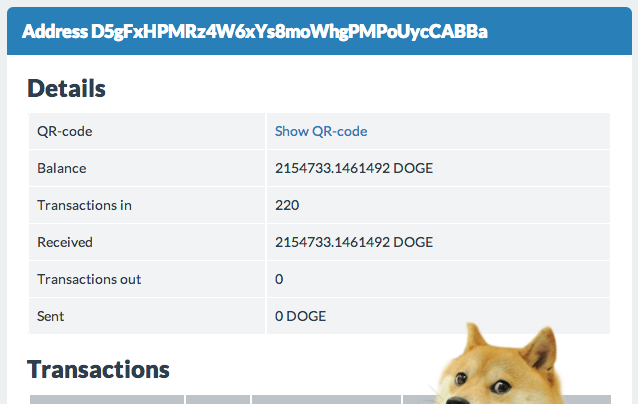 Address D5gFxHPMRz4W6xYs8moWhgPMPoUycCABBa
Details
QR-code Show QR-code
Balance 2154733.1461492 DOGE
Transactions in 220
Received 2154733.1461492 DOGE
Transactions out 0
Sent 0 DOGE
Transactions